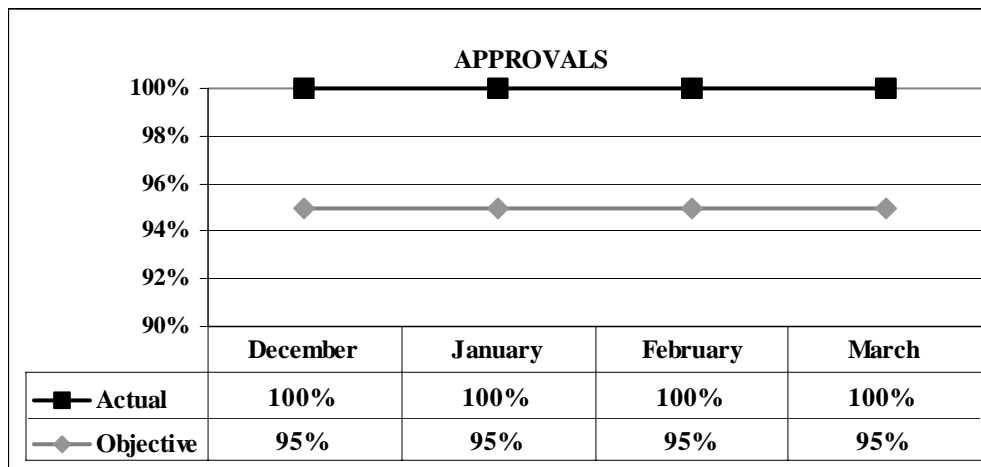 APPROVALS
100%
98%
96%
94%
92%
90%
December January February March
Actual 100% 100% 100% 100%
Objective 95% 95% 95% 95%